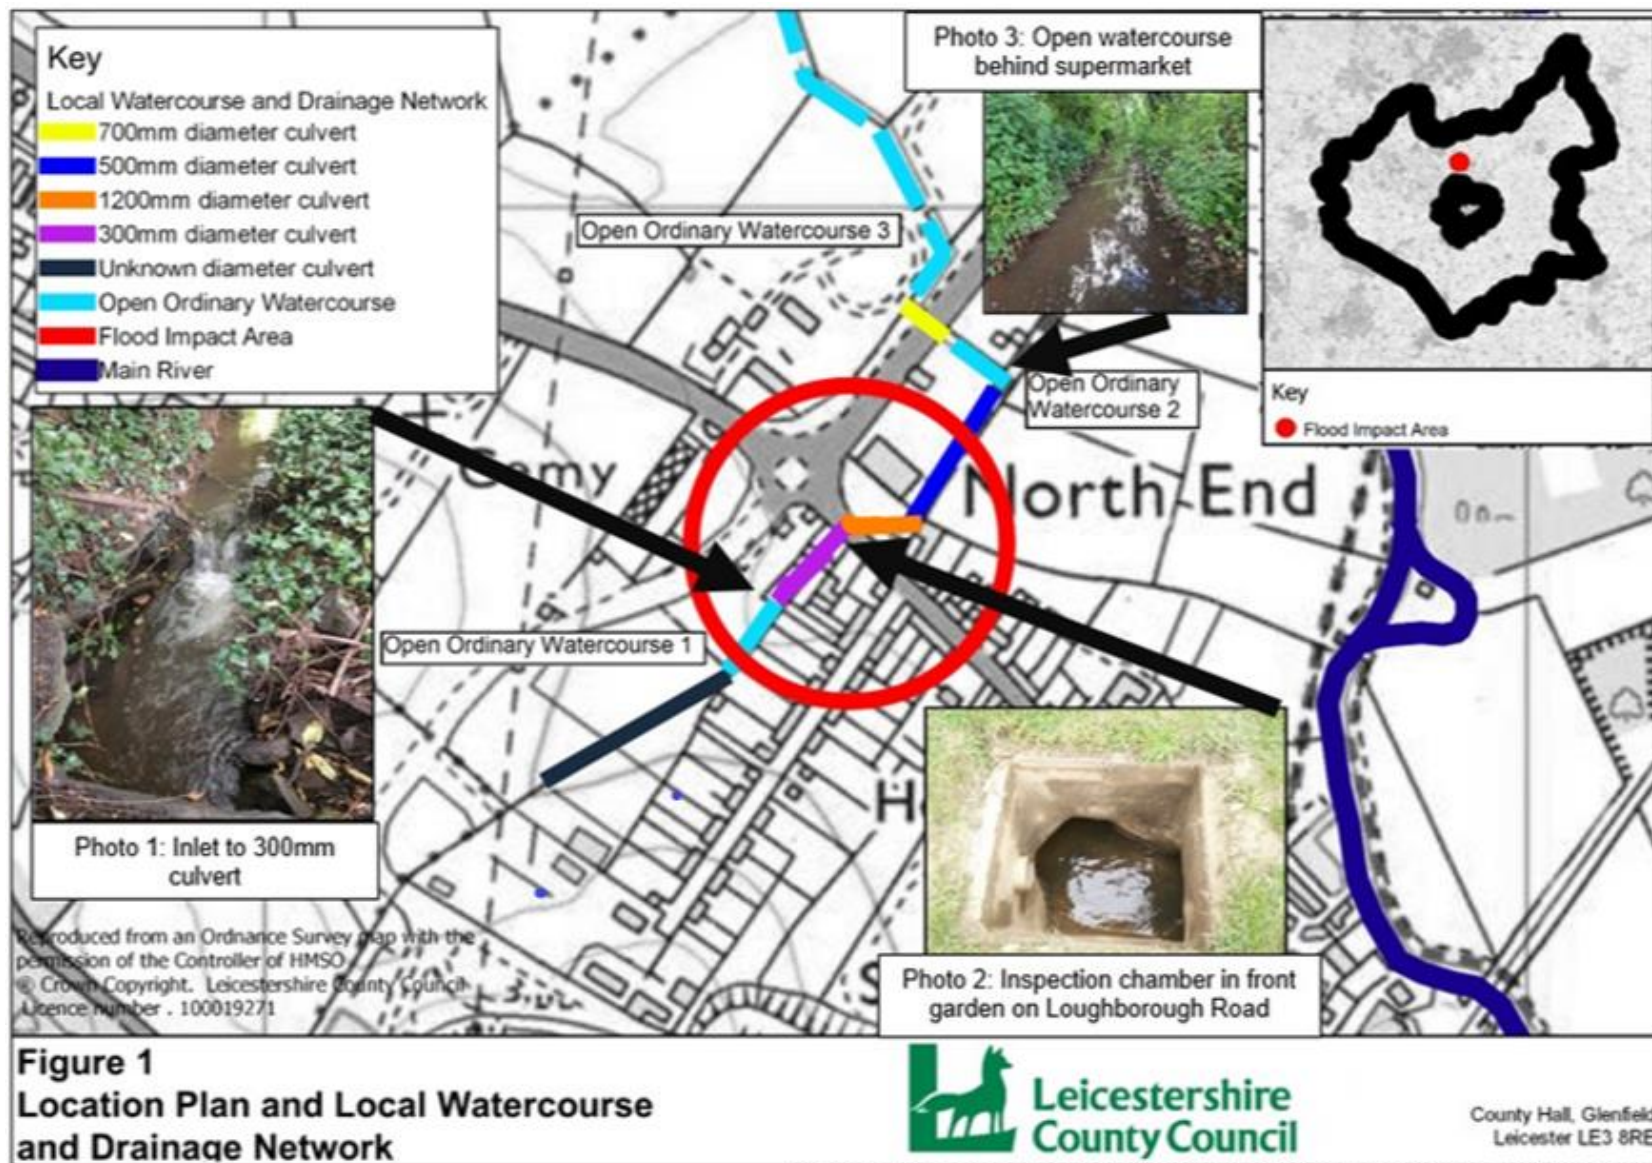 Key
Local Watercourse and Drainage Network
700mm diameter culvert
500mm diameter culvert
1200mm diameter culvert
300mm diameter culvert
Unknown diameter culvert
Open Ordinary Watercourse
Flood Impact Area
Main River
Photo 3: Open watercourse
behind supermarket
Open Ordinary Watercourse 3
Key
Flood Impact Area
Open Ordinary
Watercourse 2
North End
Open Ordinary Watercourse 1
Photo 1: Inlet to 300mm
culvert
Reproduced from an Ordnance Survey map with the
permission of the Controller of HMSO
© Crown Copyright. Leicestershire County Council
Licence number . 100019271
Photo 2: Inspection chamber in front
garden on Loughborough Road
Figure 1
Location Plan and Local Watercourse
and Drainage Network
Leicestershire
County Council
County Hall, Glenfield
Leicester LE3 8RE